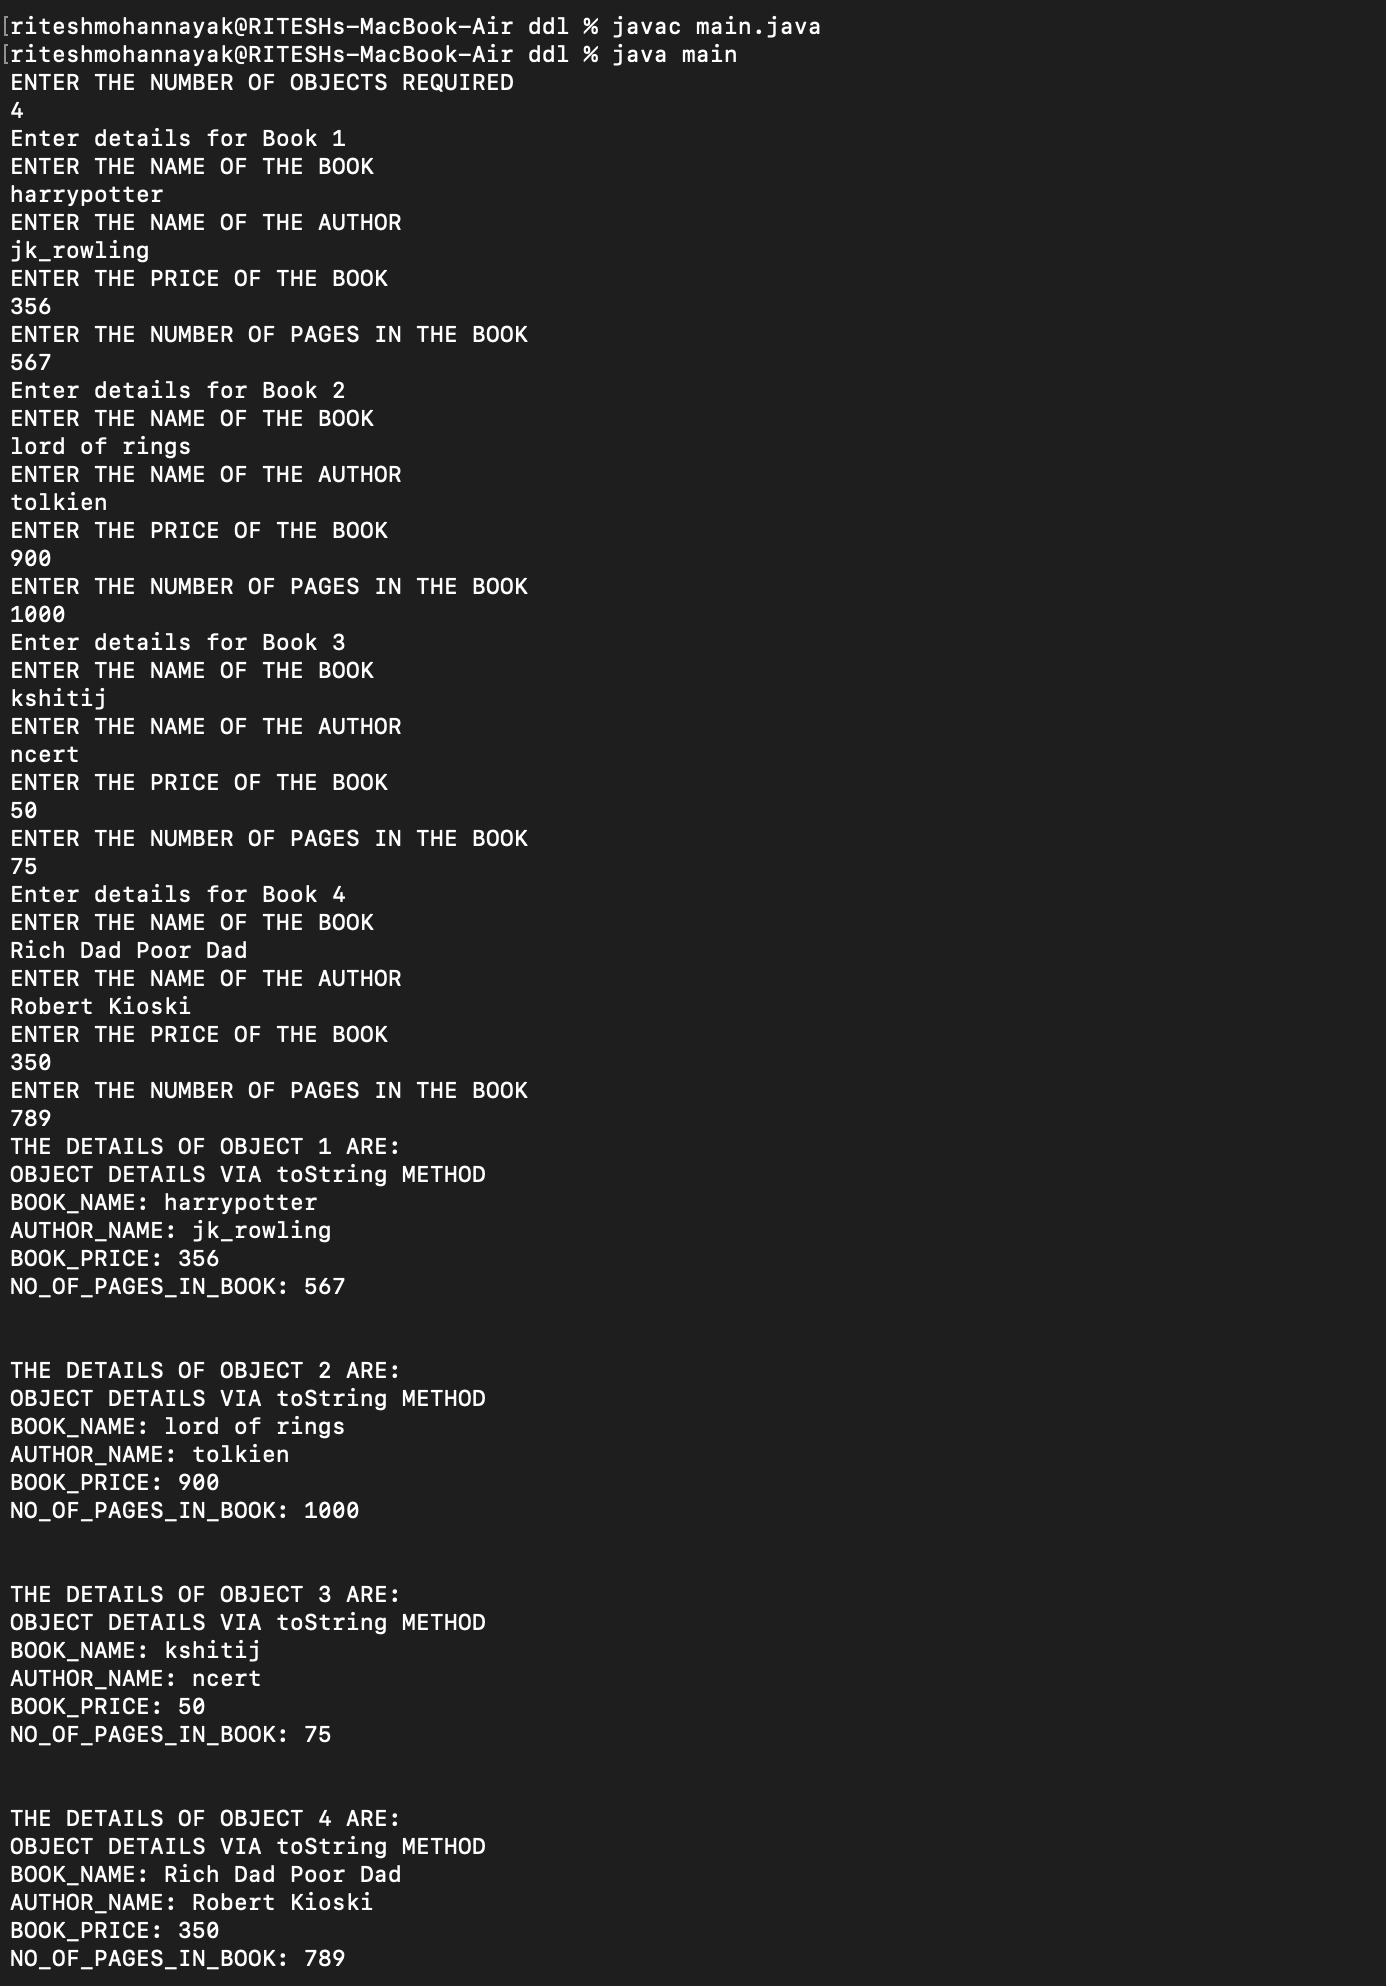 [riteshmohannayak@RITESHs-MacBook-Air ddl % javac main.java
[riteshmohannayak@RITESHs-MacBook-Air ddl % java main
ENTER THE NUMBER OF OBJECTS REQUIRED
4
Enter details for Book 1
ENTER THE NAME OF THE BOOK
harrypotter
ENTER THE NAME OF THE AUTHOR
jk_rowling
ENTER THE PRICE OF THE BOOK
356
ENTER THE NUMBER OF PAGES IN THE BOOK
567
Enter details for Book 2
ENTER THE NAME OF THE BOOK
lord of rings
ENTER THE NAME OF THE AUTHOR
tolkien
ENTER THE PRICE OF THE BOOK
900
ENTER THE NUMBER OF PAGES IN THE BOOK
1000
Enter details for Book 3
ENTER THE NAME OF THE BOOK
kshitij
ENTER THE NAME OF THE AUTHOR
ncert
ENTER THE PRICE OF THE BOOK
50
ENTER THE NUMBER OF PAGES IN THE BOOK
75
Enter details for Book 4
ENTER THE NAME OF THE BOOK
Rich Dad Poor Dad
ENTER THE NAME OF THE AUTHOR
Robert Kioski
ENTER THE PRICE OF THE BOOK
350
ENTER THE NUMBER OF PAGES IN THE BOOK
789
THE DETAILS OF OBJECT 1 ARE:
OBJECT DETAILS VIA toString METHOD
BOOK_NAME: harrypotter
AUTHOR_NAME: jk_rowling
BOOK_PRICE: 356
NO_OF_PAGES_IN_BOOK: 567
THE DETAILS OF OBJECT 2 ARE:
OBJECT DETAILS VIA toString METHOD
BOOK_NAME: lord of rings
AUTHOR_NAME: tolkien
BOOK_PRICE: 900
NO_OF_PAGES_IN_BOOK: 1000
THE DETAILS OF OBJECT 3 ARE:
OBJECT DETAILS VIA toString METHOD
BOOK_NAME: kshitij
AUTHOR_NAME: ncert
BOOK_PRICE: 50
NO_OF_PAGES_IN_BOOK: 75
THE DETAILS OF OBJECT 4 ARE:
OBJECT DETAILS VIA toString METHOD
BOOK_NAME: Rich Dad Poor Dad
AUTHOR_NAME: Robert Kioski
BOOK_PRICE: 350
NO_OF_PAGES_IN_BOOK: 789